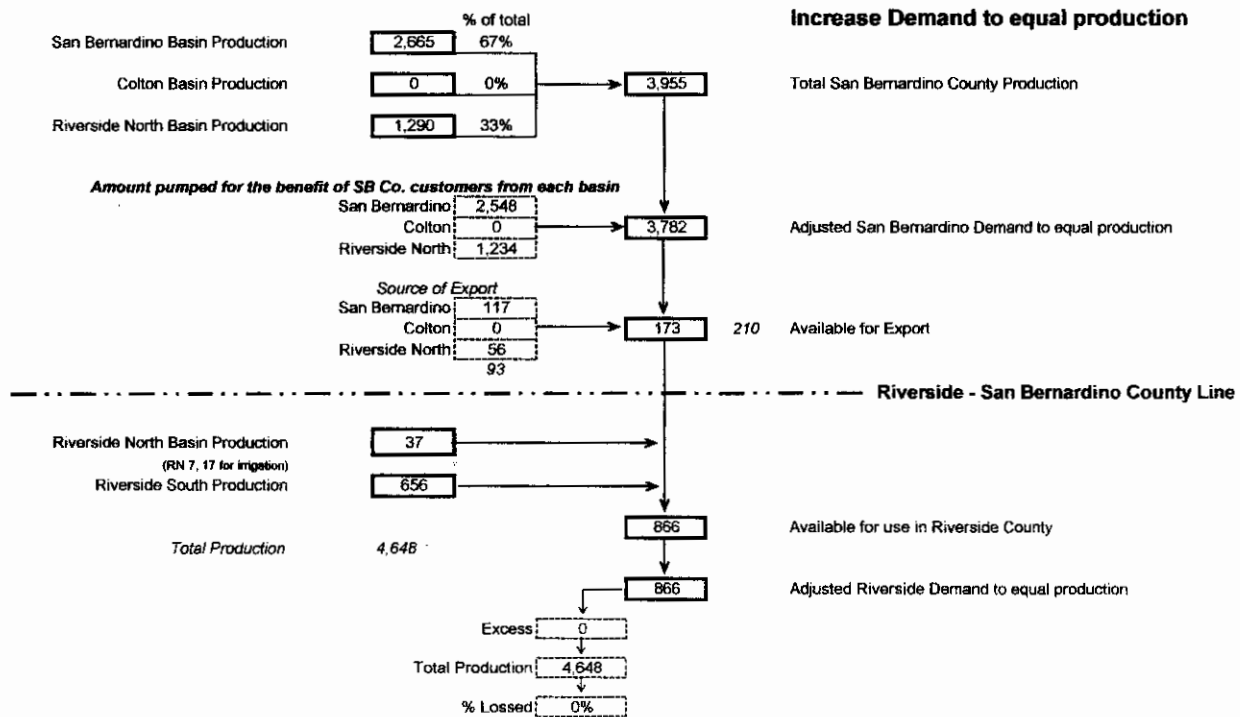 % of total
Increase Demand to equal production
San Bernardino Basin Production 2,665 67%
Colton Basin Production 0 0% 3,955 Total San Bernardino County Production
Riverside North Basin Production 1,290 33%
Amount pumped for the benefit of SB Co. customers from each basin
San Bernardino 2,548
Colton 0 3,782 Adjusted San Bernardino Demand to equal production
Riverside North 1,234
Source of Export
San Bernardino 117
Colton 0 173 210 Available for Export
Riverside North 56
93
Riverside - San Bernardino County Line
Riverside North Basin Production 37
(RN 7, 17 for irrigation)
Riverside South Production 656
866 Available for use in Riverside County
Total Production 4,648
866 Adjusted Riverside Demand to equal production
Excess 0
Total Production 4,648
% Lossed 0%